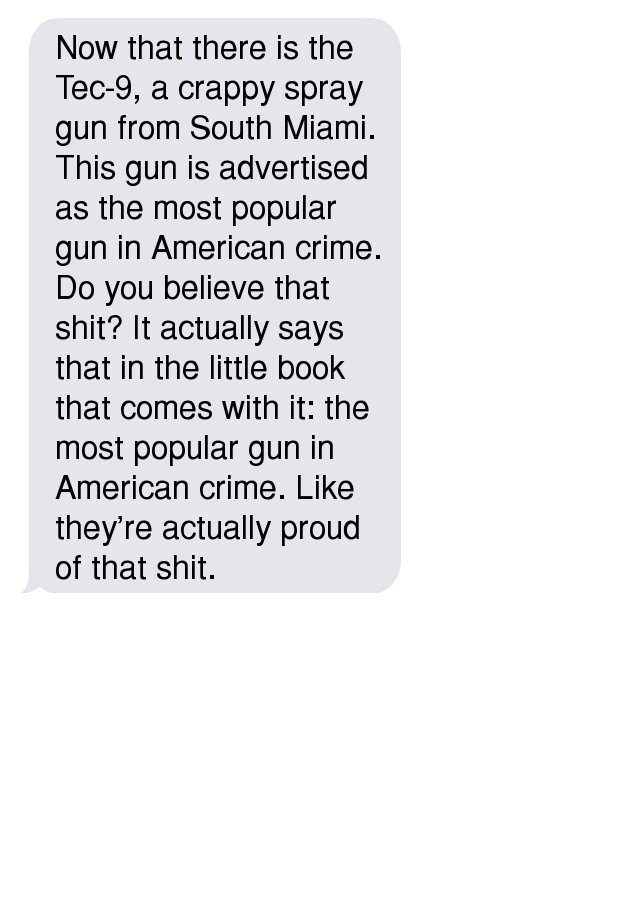 Now that there is the
Tec-9, a crappy spray
gun from South Miami.
This gun is advertised
as the most popular
gun in American crime.
Do you believe that
shit? It actually says
that in the little book
that comes with it: the
most popular gun in
American crime. Like
they’re actually proud
of that shit.